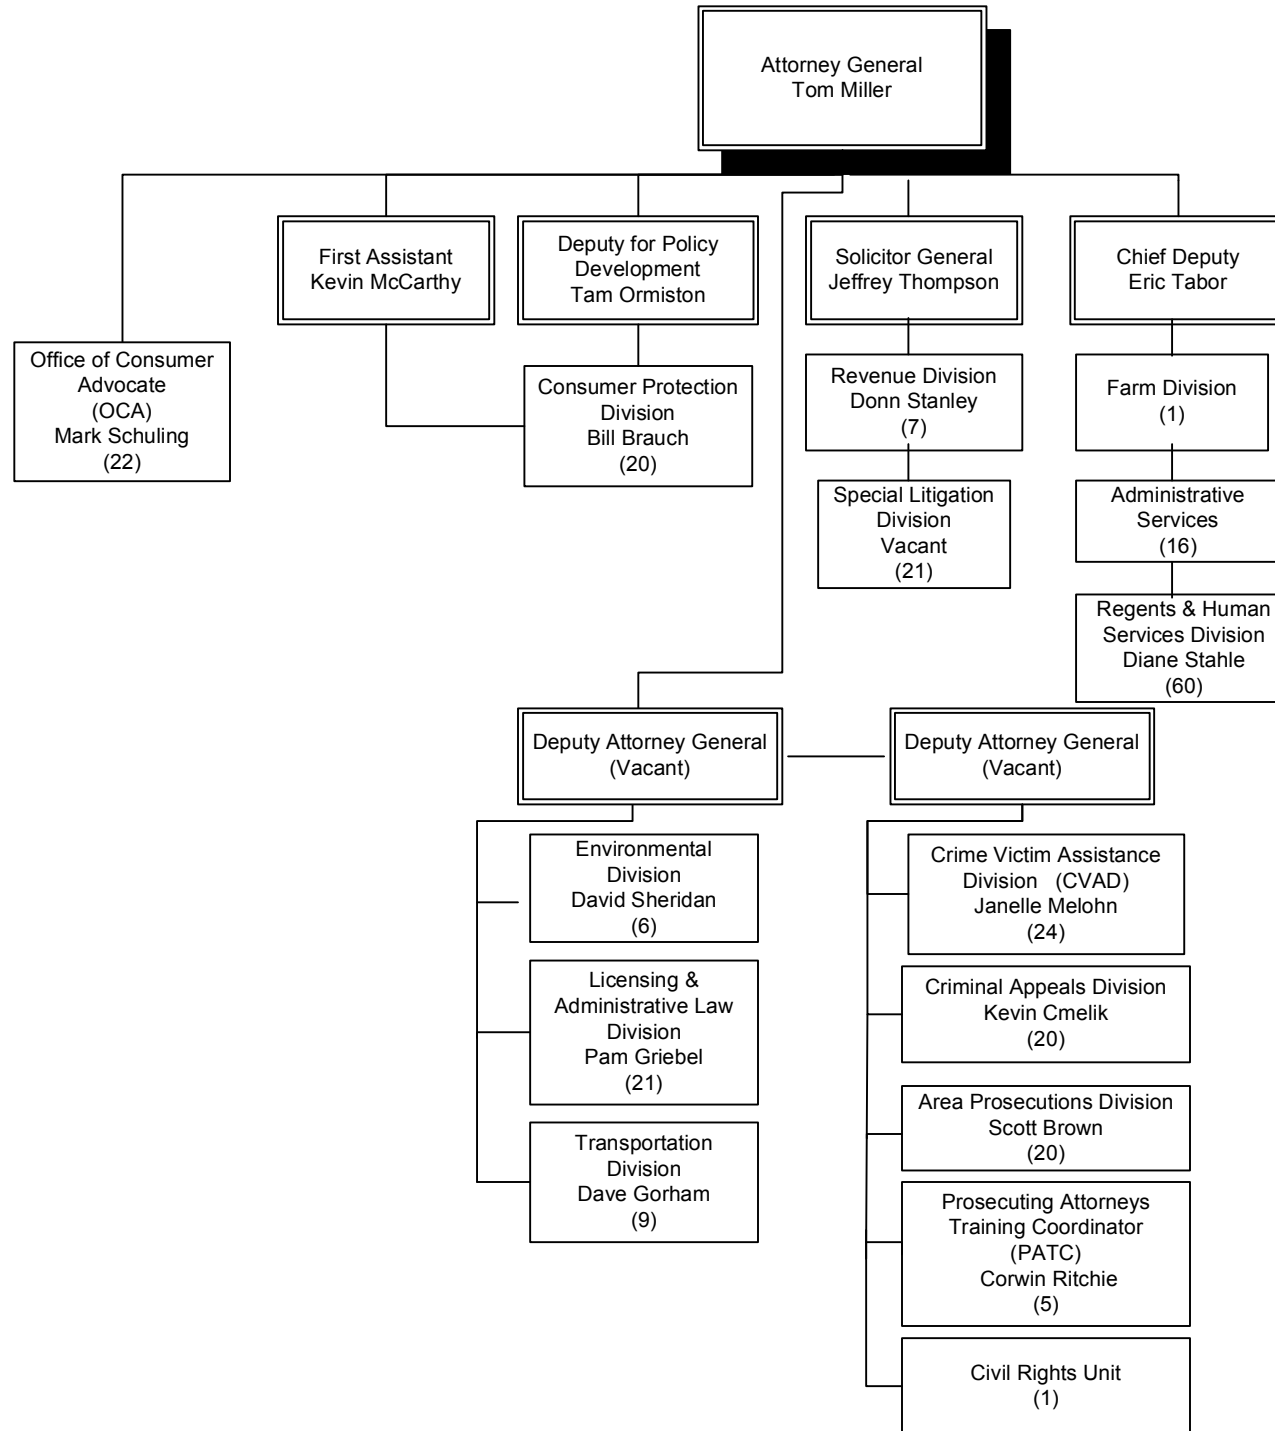 Attorney General
Tom Miller
First Assistant
Kevin McCarthy
Deputy for Policy
Development
Tam Ormiston
Solicitor General
Jeffrey Thompson
Chief Deputy
Eric Tabor
Office of Consumer
Advocate
(OCA)
Mark Schuling
(22)
Consumer Protection
Division
Bill Brauch
(20)
Revenue Division
Donn Stanley
(7)
Farm Division
(1)
Special Litigation
Division
Vacant
(21)
Administrative
Services
(16)
Regents & Human
Services Division
Diane Stahle
(60)
Deputy Attorney General
(Vacant)
Deputy Attorney General
(Vacant)
Environmental
Division
David Sheridan
(6)
Licensing &
Administrative Law
Division
Pam Griebel
(21)
Transportation
Division
Dave Gorham
(9)
Crime Victim Assistance
Division (CVAD)
Janelle Melohn
(24)
Criminal Appeals Division
Kevin Cmelik
(20)
Area Prosecutions Division
Scott Brown
(20)
Prosecuting Attorneys
Training Coordinator
(PATC)
Corwin Ritchie
(5)
Civil Rights Unit
(1)